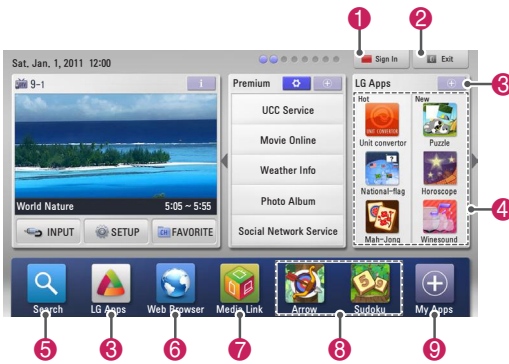 1
2
Sat. Jan. 1, 2011 12:00
Sign In
Exit
9-1
i
Premium
LG Apps
3
Hot
New
UCC Service
Movie Online
Weather Info
Photo Album
Social Network Service
UNIT CONVERTOR
Unit convertor
Puzzle
National-flag
Horoscope
Mah-Jong
Winesound
4
World Nature
5:05 ~ 5:55
INPUT
SETUP
CH FAVORITE
Search
LG Apps
Web Browser
Media Link
Arrow
Sudoku
My Apps
5
3
6
7
8
9